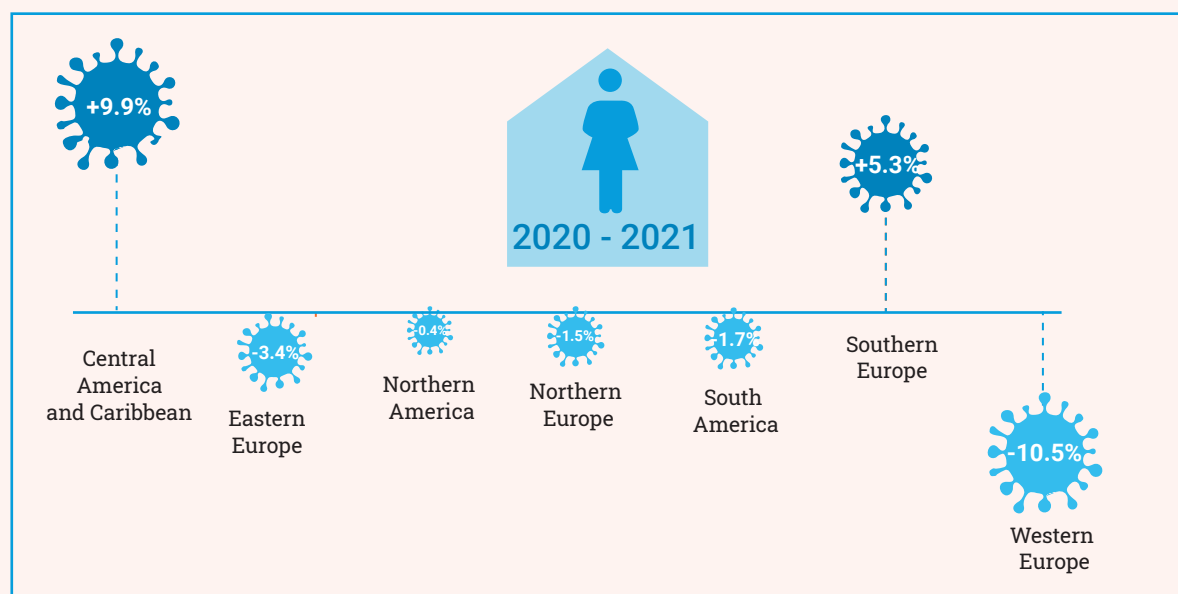 +9.9%
2020 - 2021
+5.3%
-3.4%
-0.4%
-1.5%
-1.7%
-10.5%
Central
America
and Caribbean
Eastern
Europe
Northern
America
Northern
Europe
South
America
Southern
Europe
Western
Europe